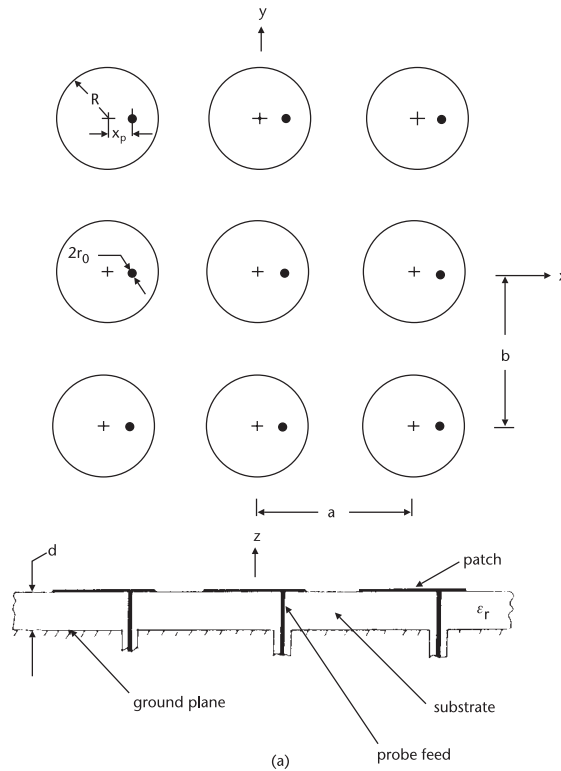 y
R
x_p
2r_0
x
b
a
d
z
patch
ε_r
ground plane
substrate
probe feed
(a)